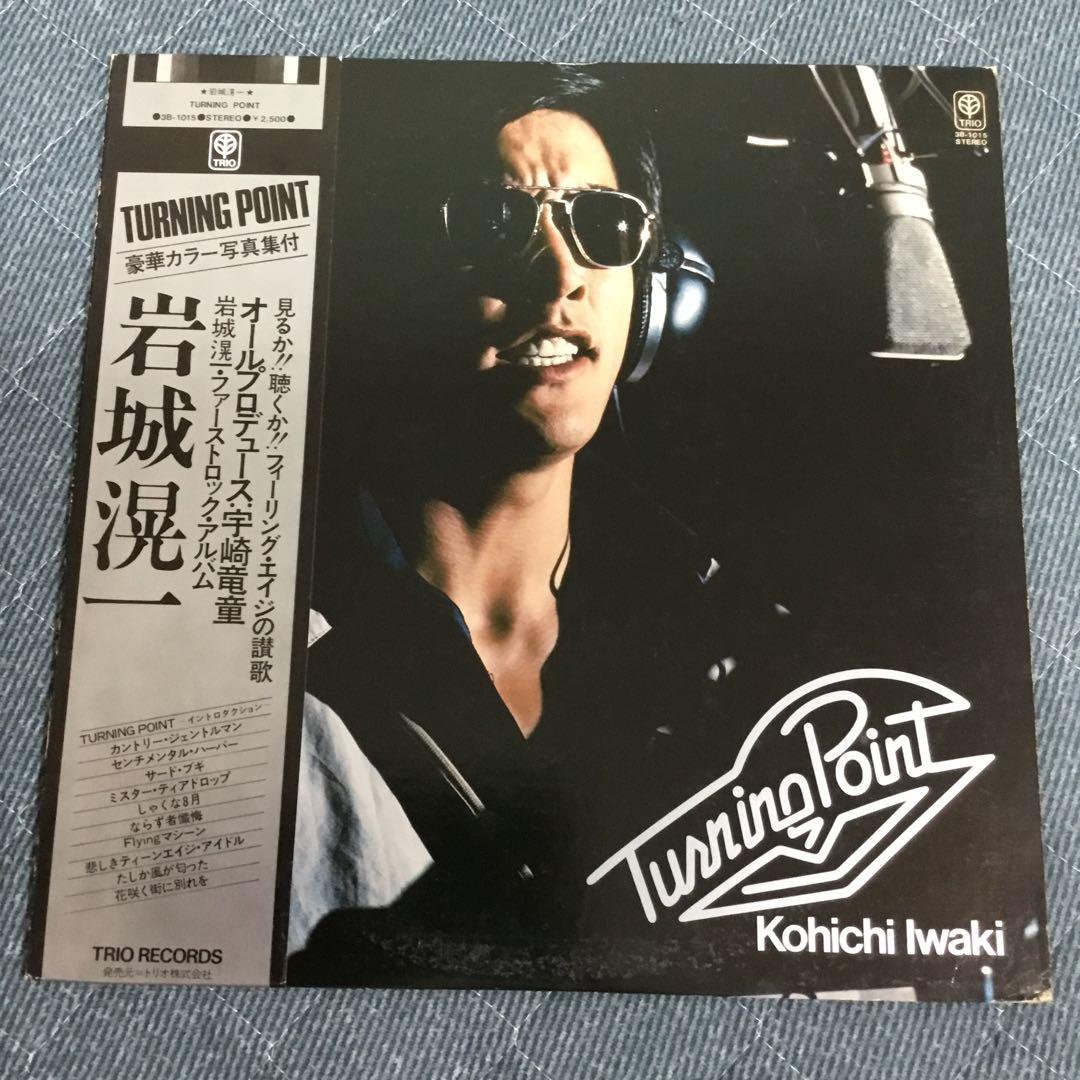 ★岩城滉一★
TURNING POINT
●3B-1015●STEREO●¥2,500●
TRIO
TURNING POINT
豪華カラー写真集付
岩城滉一
見るか!! 聴くか!! フィーリング・エイジの讃歌
オールプロデュース:宇崎竜童
岩城滉一・ファーストロック・アルバム
TURNING POINT —イントロダクション
カントリー・ジェントルマン
センチメンタル・ハーバー
サード・ブギ
ミスター・ティアドロップ
しゃくな8月
ならず者懺悔
Flyingマシーン
悲しきティーンエイジ・アイドル
たしか風が匂った
花咲く街に別れを
TRIO RECORDS
発売元=トリオ株式会社
TRIO
3B-1015
STEREO
Turning Point
Kohichi Iwaki